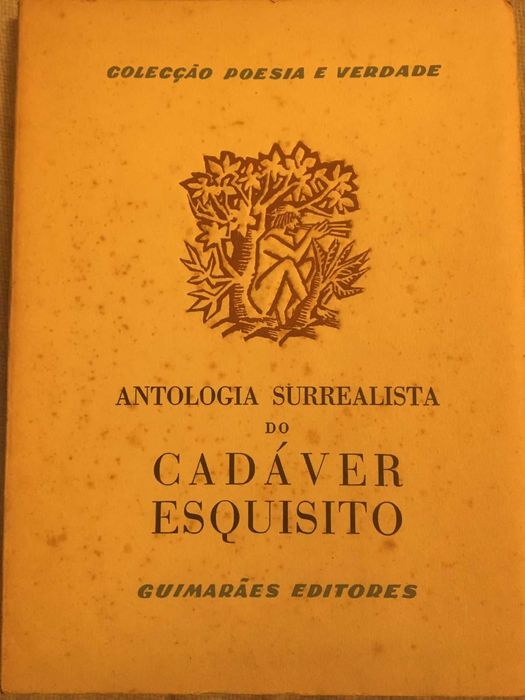 COLECÇÃO POESIA E VERDADE
ANTOLOGIA SURREALISTA
DO
CADÁVER
ESQUISITO
GUIMARÃES EDITORES